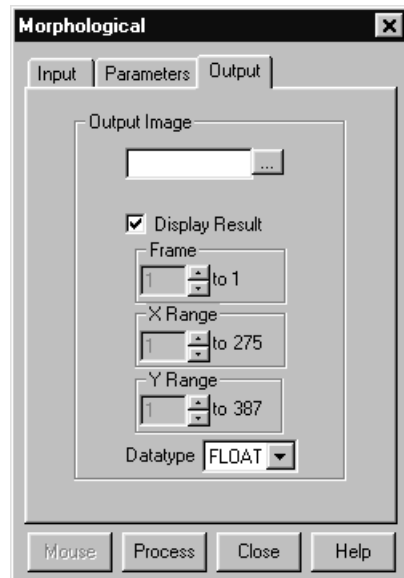 Morphological
Input Parameters Output
Output Image
...
Display Result
Frame
1 to 1
X Range
1 to 275
Y Range
1 to 387
Datatype FLOAT
Mouse Process Close Help